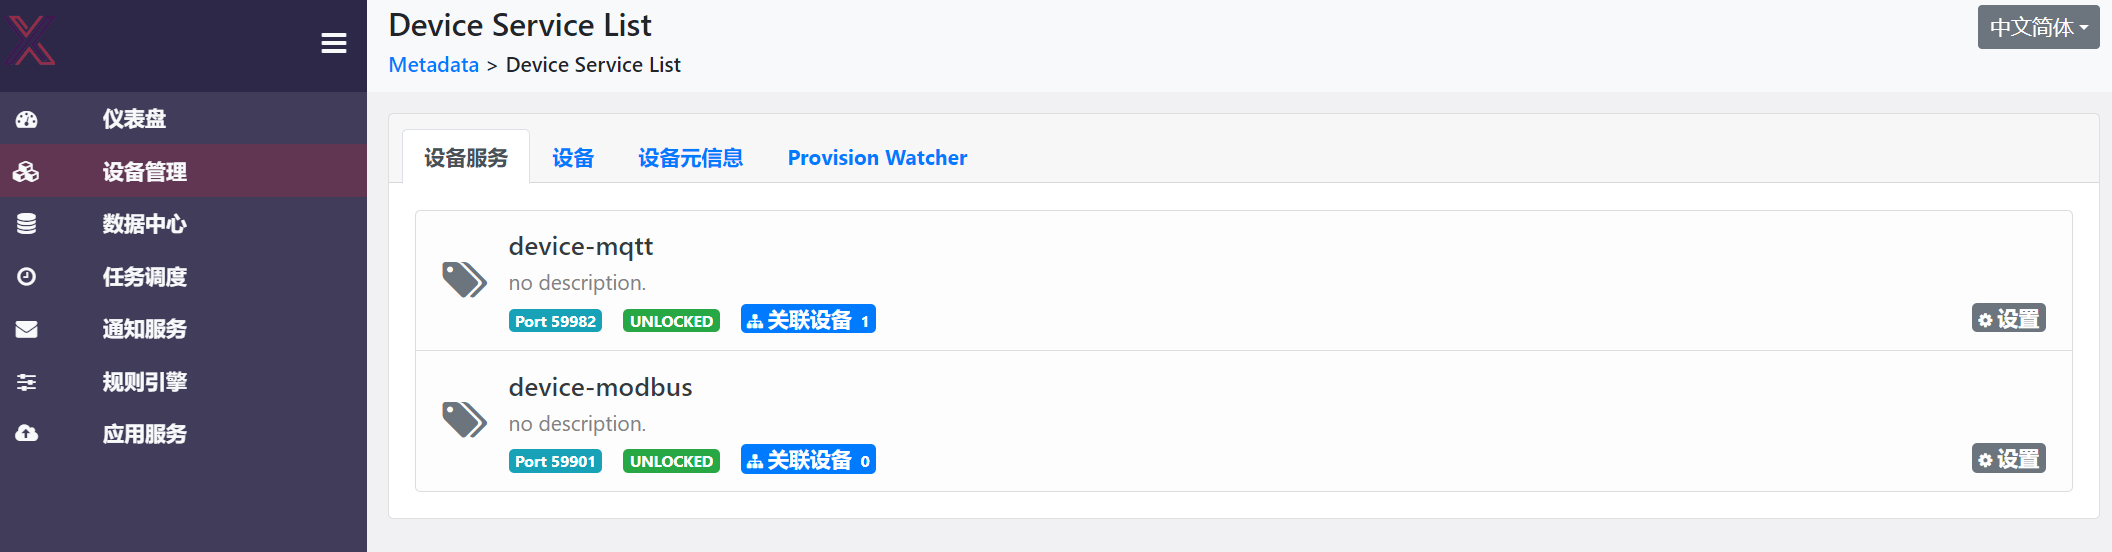 Device Service List
中文简体
Metadata > Device Service List
仪表盘
设备管理
数据中心
任务调度
通知服务
规则引擎
应用服务
设备服务 设备 设备元信息 Provision Watcher
device-mqtt
no description.
Port 59982 UNLOCKED 关联设备 1 设置
device-modbus
no description.
Port 59901 UNLOCKED 关联设备 0 设置